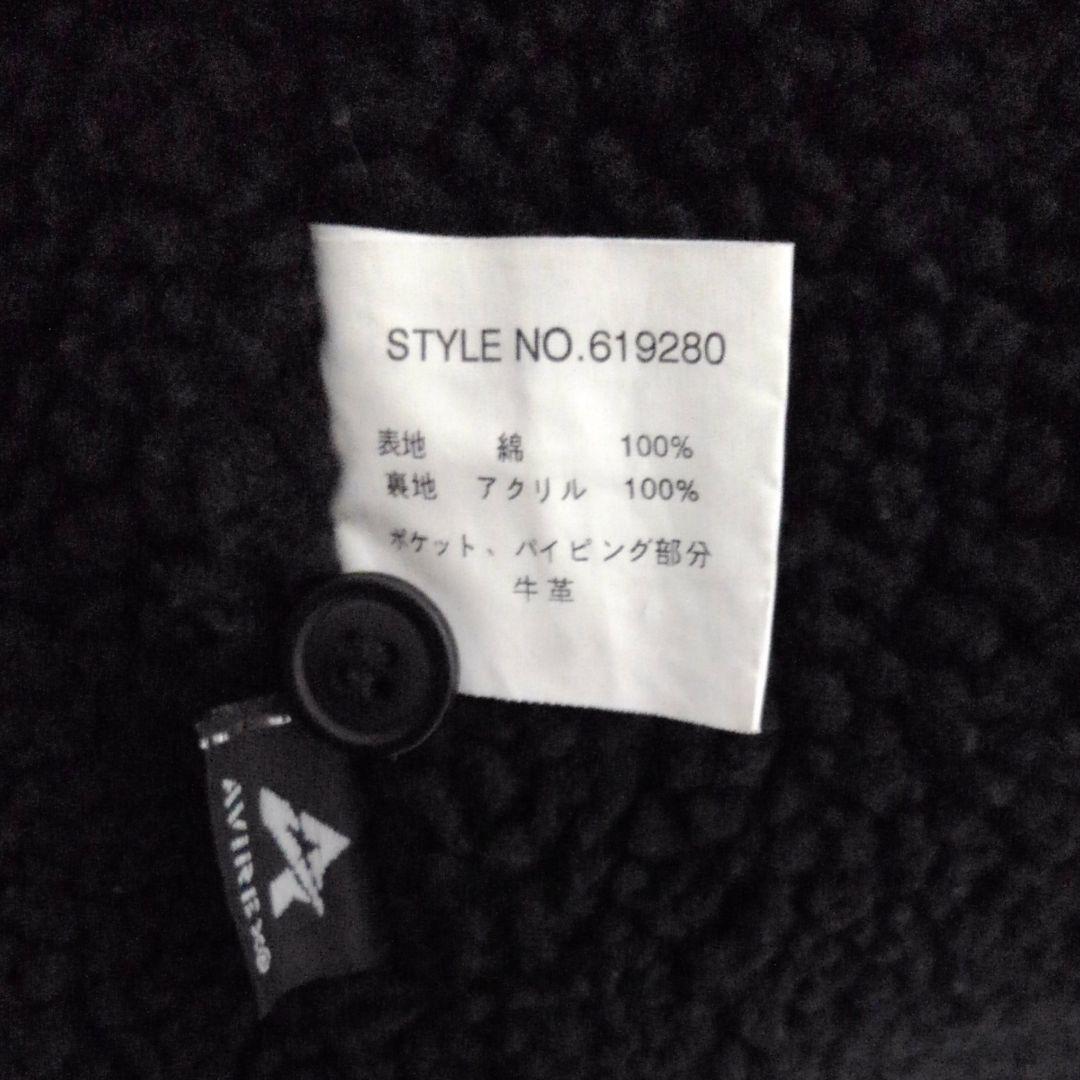 STYLE NO.619280
表地 綿 100%
裏地 アクリル 100%
ポケット、パイピング部分
牛革
AVIREX®